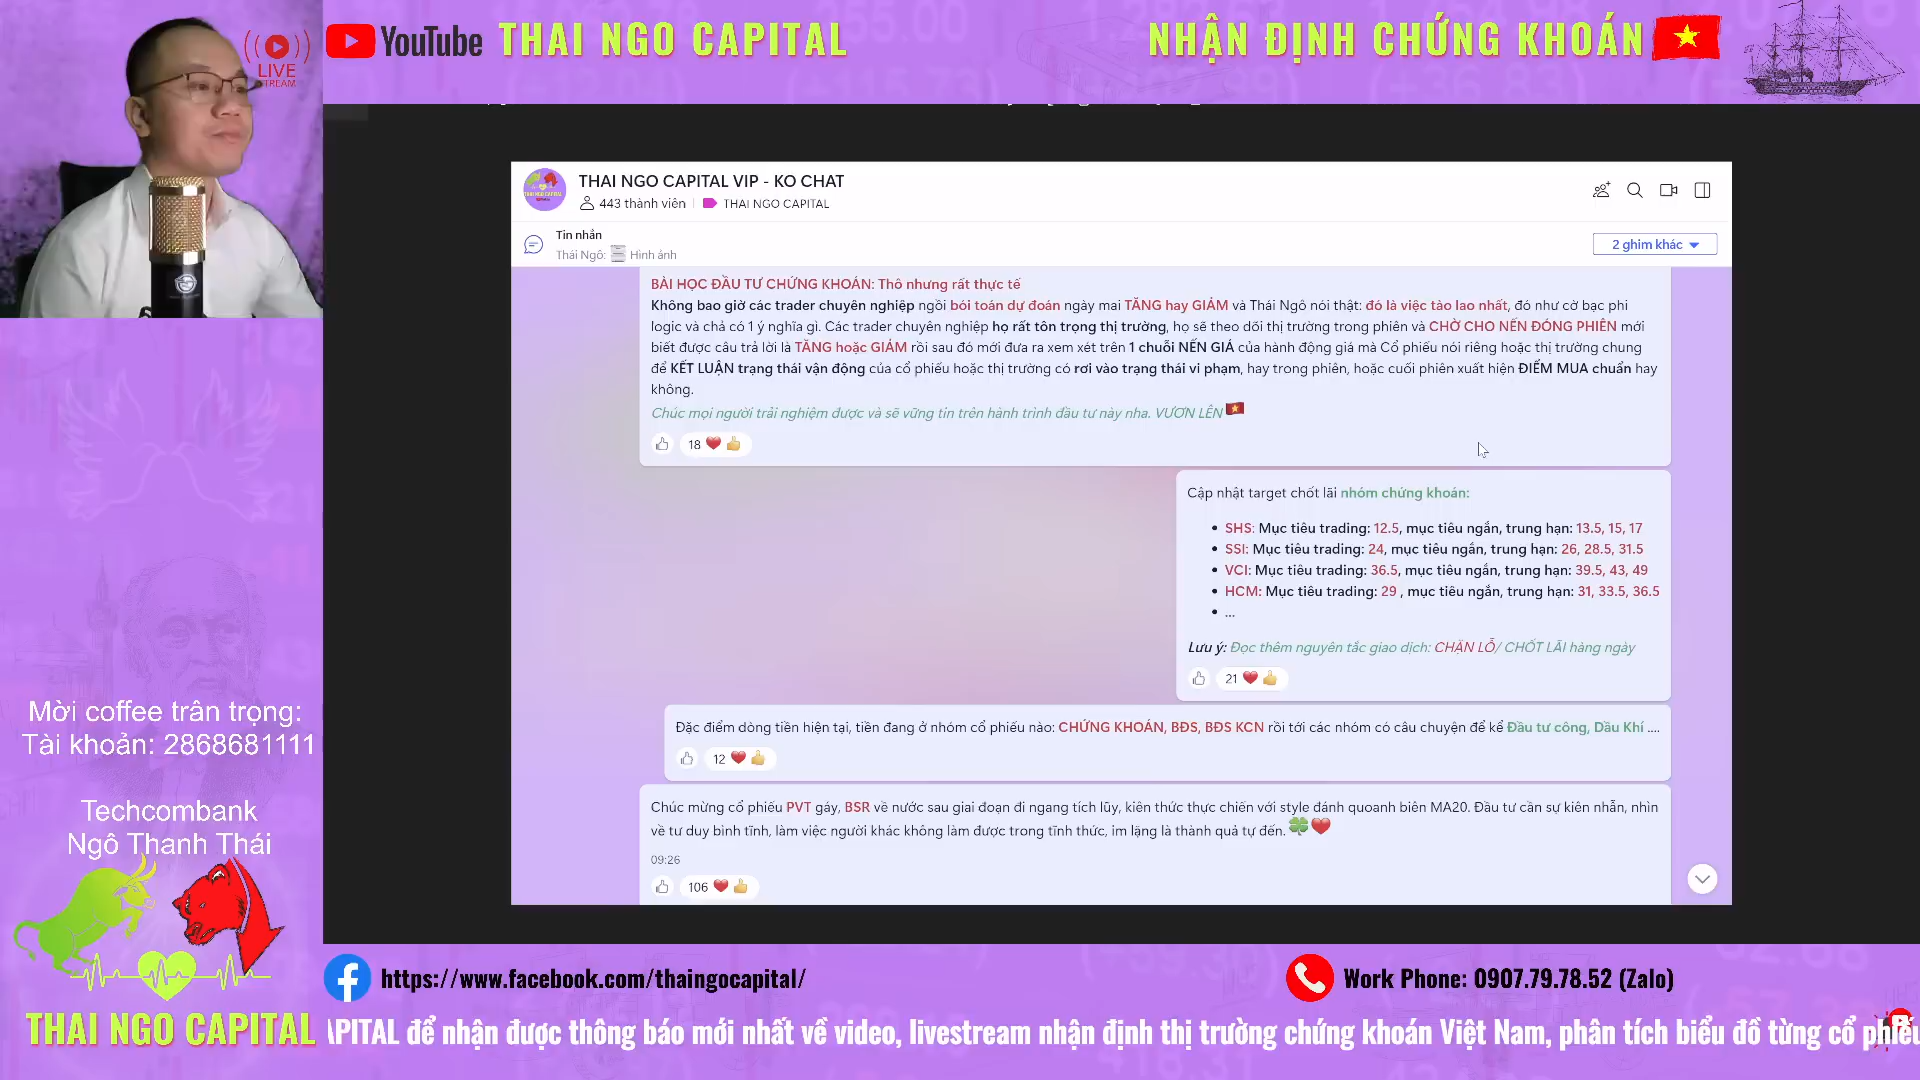 LIVE
STREAM
YouTube THAI NGO CAPITAL
NHẬN ĐỊNH CHỨNG KHOÁN
THAI NGO CAPITAL VIP - KO CHAT
443 thành viên
THAI NGO CAPITAL
Tin nhắn
Thái Ngô: Hình ảnh
2 ghim khác
BÀI HỌC ĐẦU TƯ CHỨNG KHOÁN: Thô nhưng rất thực tế
Không bao giờ các trader chuyên nghiệp ngồi bói toán dự đoán ngày mai TĂNG hay GIẢM và Thái Ngô nói thật: đó là việc tào lao nhất, đó như cờ bạc phi
logic và chả có 1 ý nghĩa gì. Các trader chuyên nghiệp họ rất tôn trọng thị trường, họ sẽ theo dõi thị trường trong phiên và CHỜ CHO NẾN ĐÓNG PHIÊN mới
biết được câu trả lời là TĂNG hoặc GIẢM rồi sau đó mới đưa ra xem xét trên 1 chuỗi NẾN GIÁ của hành động giá mà Cổ phiếu nói riêng hoặc thị trường chung
để KẾT LUẬN trạng thái vận động của cổ phiếu hoặc thị trường có rơi vào trạng thái vi phạm, hay trong phiên, hoặc cuối phiên xuất hiện ĐIỂM MUA chuẩn hay
không.
Chúc mọi người trải nghiệm được và sẽ vững tin trên hành trình đầu tư này nha. VƯƠN LÊN
18
Cập nhật target chốt lãi nhóm chứng khoán:
• SHS: Mục tiêu trading: 12.5, mục tiêu ngắn, trung hạn: 13.5, 15, 17
• SSI: Mục tiêu trading: 24, mục tiêu ngắn, trung hạn: 26, 28.5, 31.5
• VCI: Mục tiêu trading: 36.5, mục tiêu ngắn, trung hạn: 39.5, 43, 49
• HCM: Mục tiêu trading: 29 , mục tiêu ngắn, trung hạn: 31, 33.5, 36.5
• ...
Lưu ý: Đọc thêm nguyên tắc giao dịch: CHẶN LỖ/ CHỐT LÃI hàng ngày
21
Đặc điểm dòng tiền hiện tại, tiền đang ở nhóm cổ phiếu nào: CHỨNG KHOÁN, BĐS, BĐS KCN rồi tới các nhóm có câu chuyện để kể Đầu tư công, Dầu Khí ....
12
Chúc mừng cổ phiếu PVT gáy, BSR về nước sau giai đoạn đi ngang tích lũy, kiên thức thực chiến với style đánh quoanh biên MA20. Đầu tư cần sự kiên nhẫn, nhìn
về tư duy bình tĩnh, làm việc người khác không làm được trong tĩnh thức, im lặng là thành quả tự đến.
09:26
106
Mời coffee trân trọng:
Tài khoản: 2868681111
Techcombank
Ngô Thanh Thái
THAI NGO CAPITAL
https://www.facebook.com/thaingocapital/
Work Phone: 0907.79.78.52 (Zalo)
APITAL để nhận được thông báo mới nhất về video, livestream nhận định thị trường chứng khoán Việt Nam, phân tích biểu đồ từng cổ phiếu